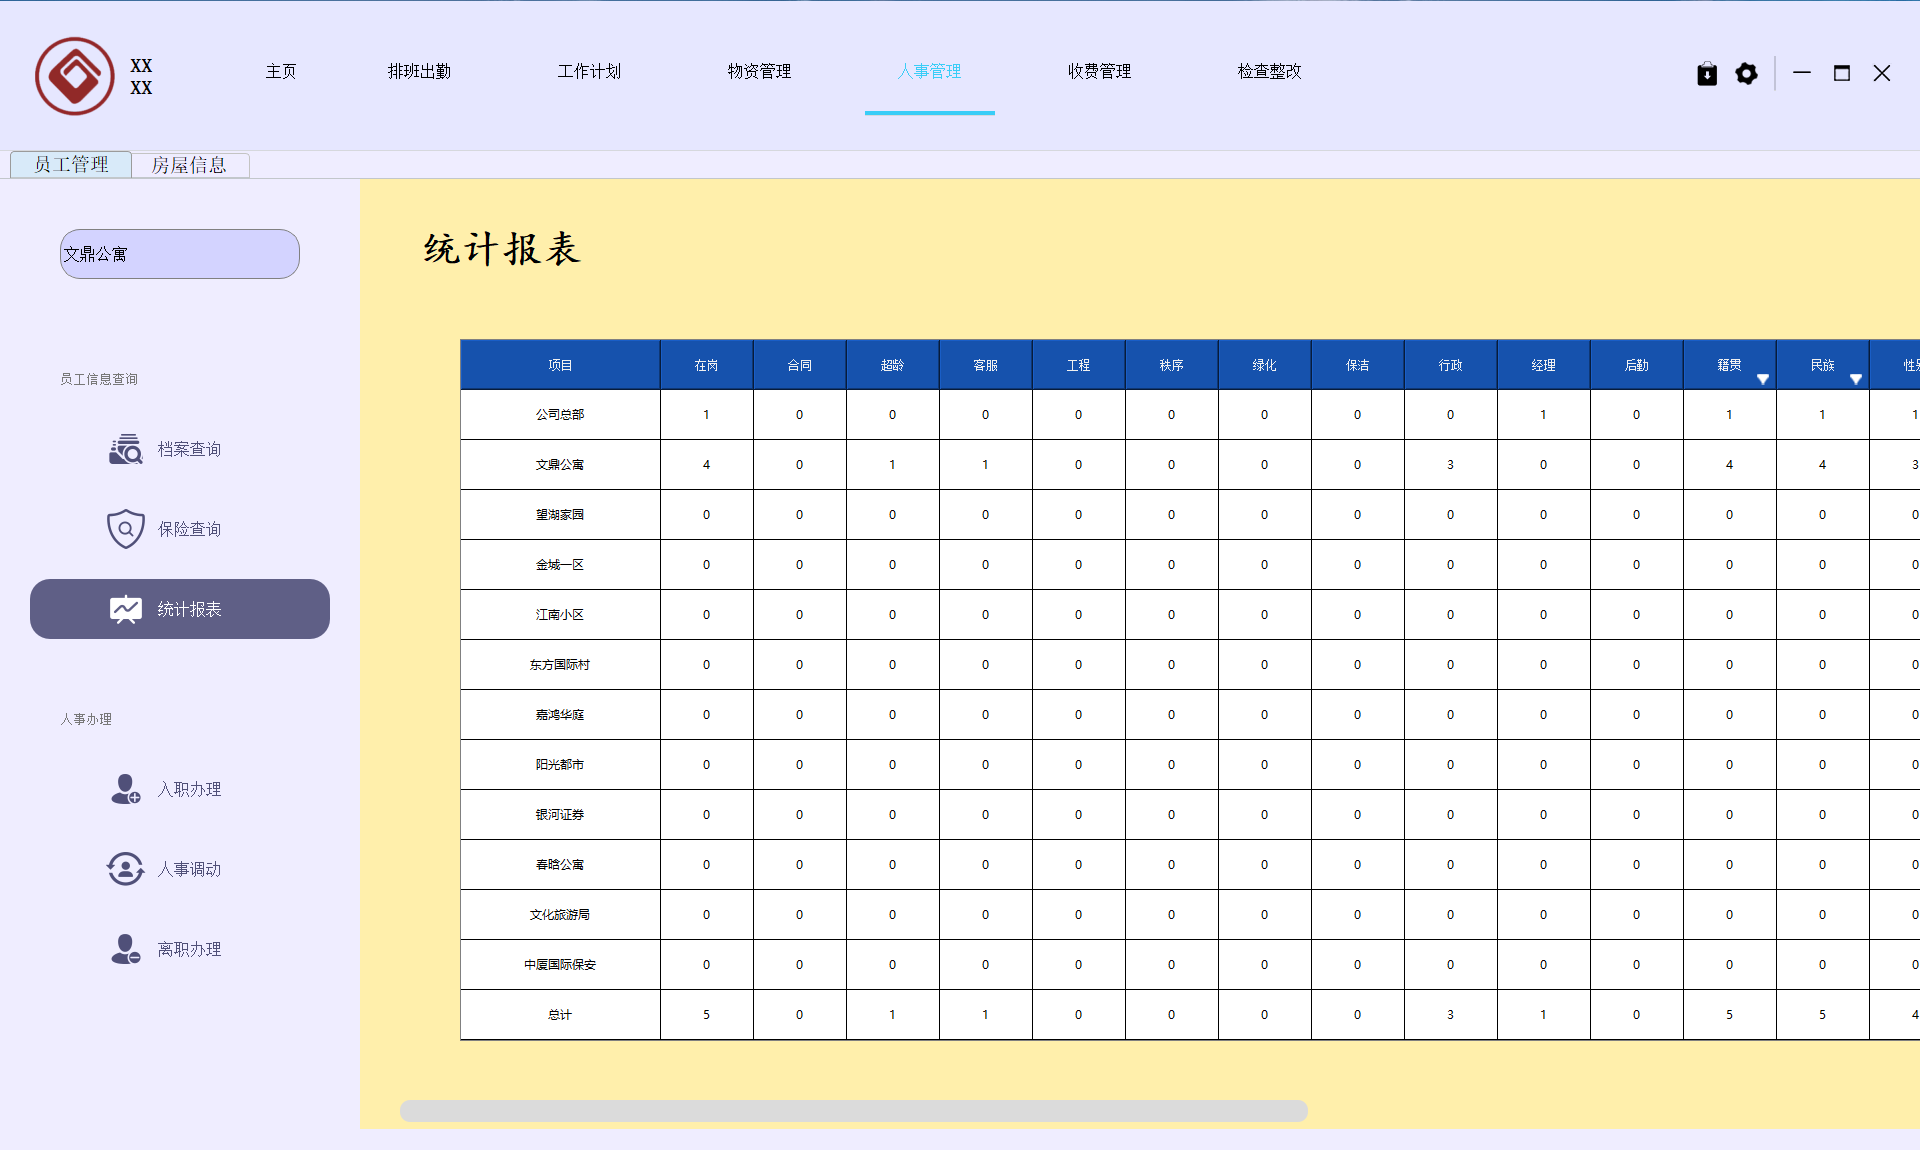 XX
XX
主页 排班出勤 工作计划 物资管理 人事管理 收费管理 检查整改
员工管理 房屋信息
文鼎公寓
员工信息查询
档案查询
保险查询
统计报表
人事办理
入职办理
人事调动
离职办理
统计报表
项目 在岗 合同 超龄 客服 工程 秩序 绿化 保洁 行政 经理 后勤 籍贯 民族
公司总部 1 0 0 0 0 0 0 0 0 1 0 1 1 1
文鼎公寓 4 0 1 1 0 0 0 0 3 0 0 4 4 3
望湖家园 0 0 0 0 0 0 0 0 0 0 0 0 0 0
金城一区 0 0 0 0 0 0 0 0 0 0 0 0 0 0
江南小区 0 0 0 0 0 0 0 0 0 0 0 0 0 0
东方国际村 0 0 0 0 0 0 0 0 0 0 0 0 0 0
嘉鸿华庭 0 0 0 0 0 0 0 0 0 0 0 0 0 0
阳光都市 0 0 0 0 0 0 0 0 0 0 0 0 0 0
银河证券 0 0 0 0 0 0 0 0 0 0 0 0 0 0
春晗公寓 0 0 0 0 0 0 0 0 0 0 0 0 0 0
文化旅游局 0 0 0 0 0 0 0 0 0 0 0 0 0 0
中厦国际保安 0 0 0 0 0 0 0 0 0 0 0 0 0 0
总计 5 0 1 1 0 0 0 0 3 1 0 5 5 4